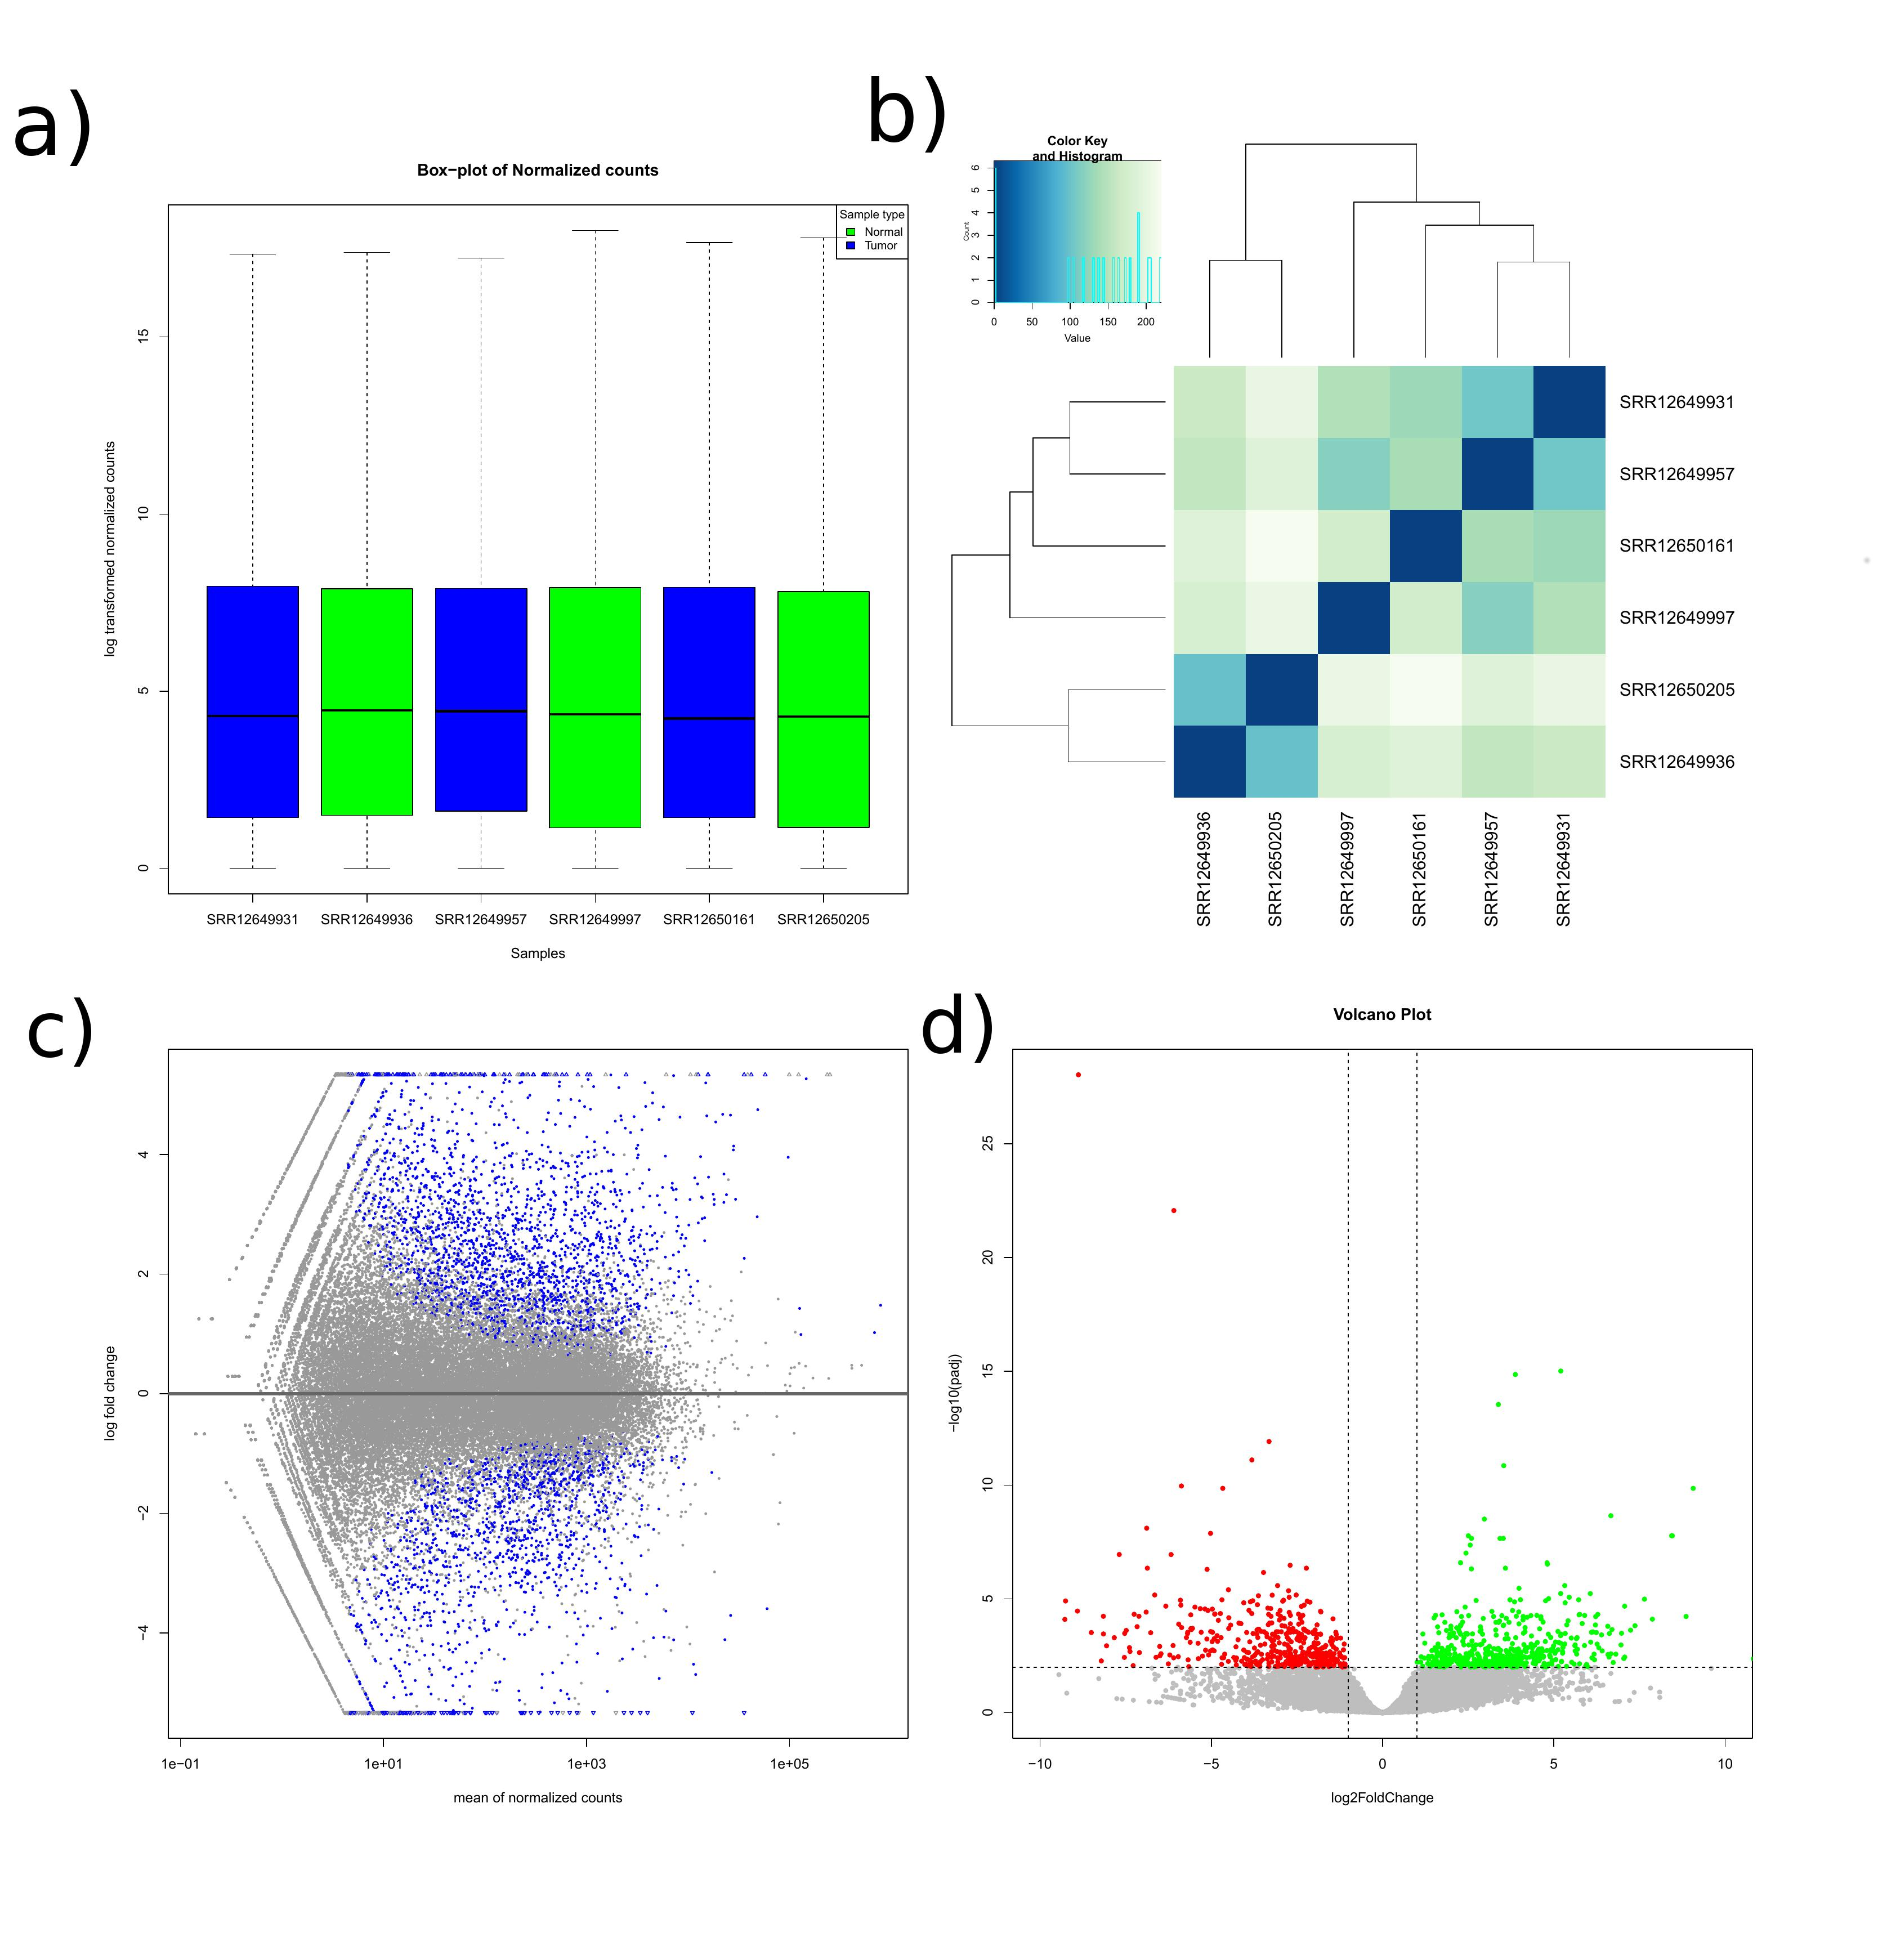 a)
Box−plot of Normalized counts
Sample type
Normal
Tumor
15
10
5
0
log transformed normalized counts
SRR12649931 SRR12649936 SRR12649957 SRR12649997 SRR12650161 SRR12650205
Samples
b)
Color Key
and Histogram
6
5
4
3
2
1
0
Count
0 50 100 150 200
Value
SRR12649931
SRR12649957
SRR12650161
SRR12649997
SRR12650205
SRR12649936
SRR12649936
SRR12650205
SRR12649997
SRR12650161
SRR12649957
SRR12649931
c)
4
2
0
−2
−4
log fold change
1e−01 1e+01 1e+03 1e+05
mean of normalized counts
d)
Volcano Plot
25
20
15
10
5
0
−log10(padj)
−10 −5 0 5 10
log2FoldChange